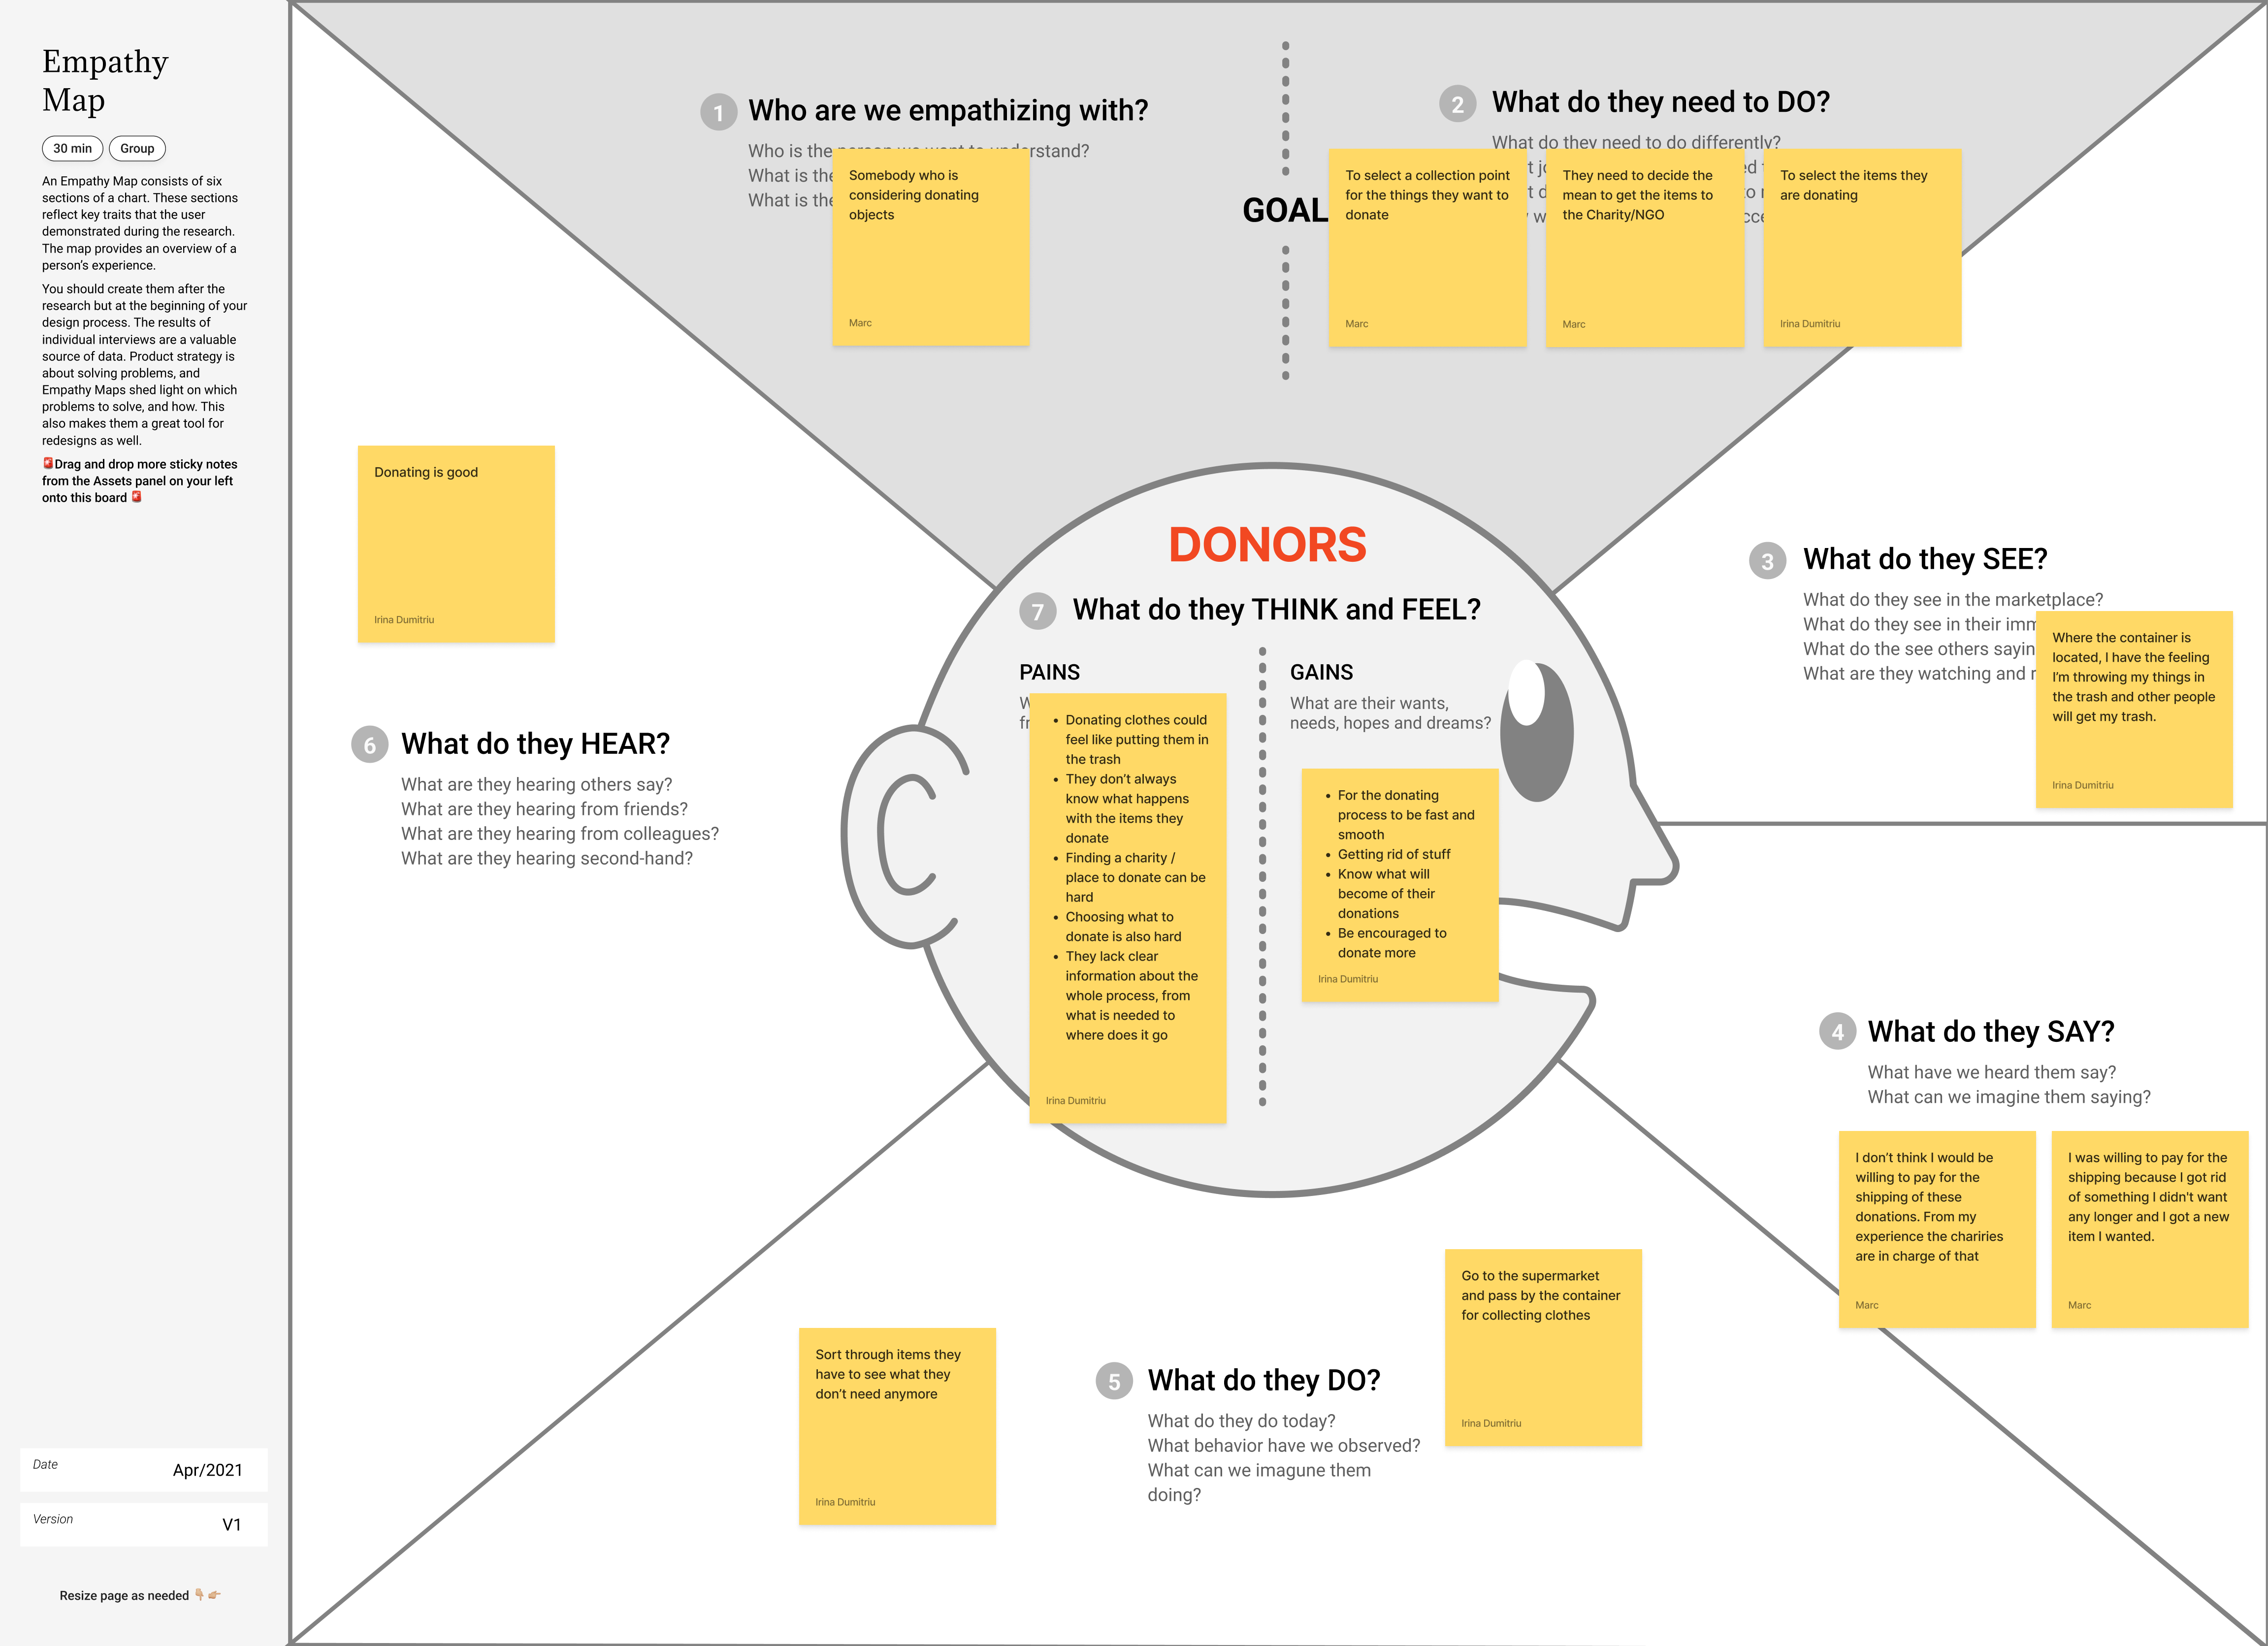 Empathy
Map
30 min
Group
An Empathy Map consists of six
sections of a chart. These sections
reflect key traits that the user
demonstrated during the research.
The map provides an overview of a
person's experience.
You should create them after the
research but at the beginning of your
design process. The results of
individual interviews are a valuable
source of data. Product strategy is
about solving problems, and
Empathy Maps shed light on which
problems to solve, and how. This
also makes them a great tool for
redesigns as well.
🚨Drag and drop more sticky notes
from the Assets panel on your left
onto this board 🚨
Date
Apr/2021
Version
V1
Resize page as needed 👇🏼👉🏼
1
Who are we empathizing with?
Who is the person we want to understand?
What is the
What is the
Somebody who is
considering donating
objects
Marc
GOAL
2
What do they need to DO?
What do they need to do differently?
To select a collection point
for the things they want to
donate
Marc
They need to decide the
mean to get the items to
the Charity/NGO
Marc
To select the items they
are donating
Irina Dumitriu
DONORS
7
What do they THINK and FEEL?
PAINS
Donating clothes could
feel like putting them in
the trash
They don't always
know what happens
with the items they
donate
Finding a charity /
place to donate can be
hard
Choosing what to
donate is also hard
They lack clear
information about the
whole process, from
what is needed to
where does it go
Irina Dumitriu
GAINS
What are their wants,
needs, hopes and dreams?
For the donating
process to be fast and
smooth
Getting rid of stuff
Know what will
become of their
donations
Be encouraged to
donate more
Irina Dumitriu
3
What do they SEE?
What do they see in the marketplace?
What do they see in their
What do the see others
What are they watching and
Where the container is
located, I have the feeling
I'm throwing my things in
the trash and other people
will get my trash.
Irina Dumitriu
4
What do they SAY?
What have we heard them say?
What can we imagine them saying?
I don't think I would be
willing to pay for the
shipping of these
donations. From my
experience the chariries
are in charge of that
Marc
I was willing to pay for the
shipping because I got rid
of something I didn't want
any longer and I got a new
item I wanted.
Marc
5
What do they DO?
What do they do today?
What behavior have we observed?
What can we imagune them
doing?
Sort through items they
have to see what they
don't need anymore
Irina Dumitriu
Go to the supermarket
and pass by the container
for collecting clothes
Irina Dumitriu
Donating is good
Irina Dumitriu
6
What do they HEAR?
What are they hearing others say?
What are they hearing from friends?
What are they hearing from colleagues?
What are they hearing second-hand?